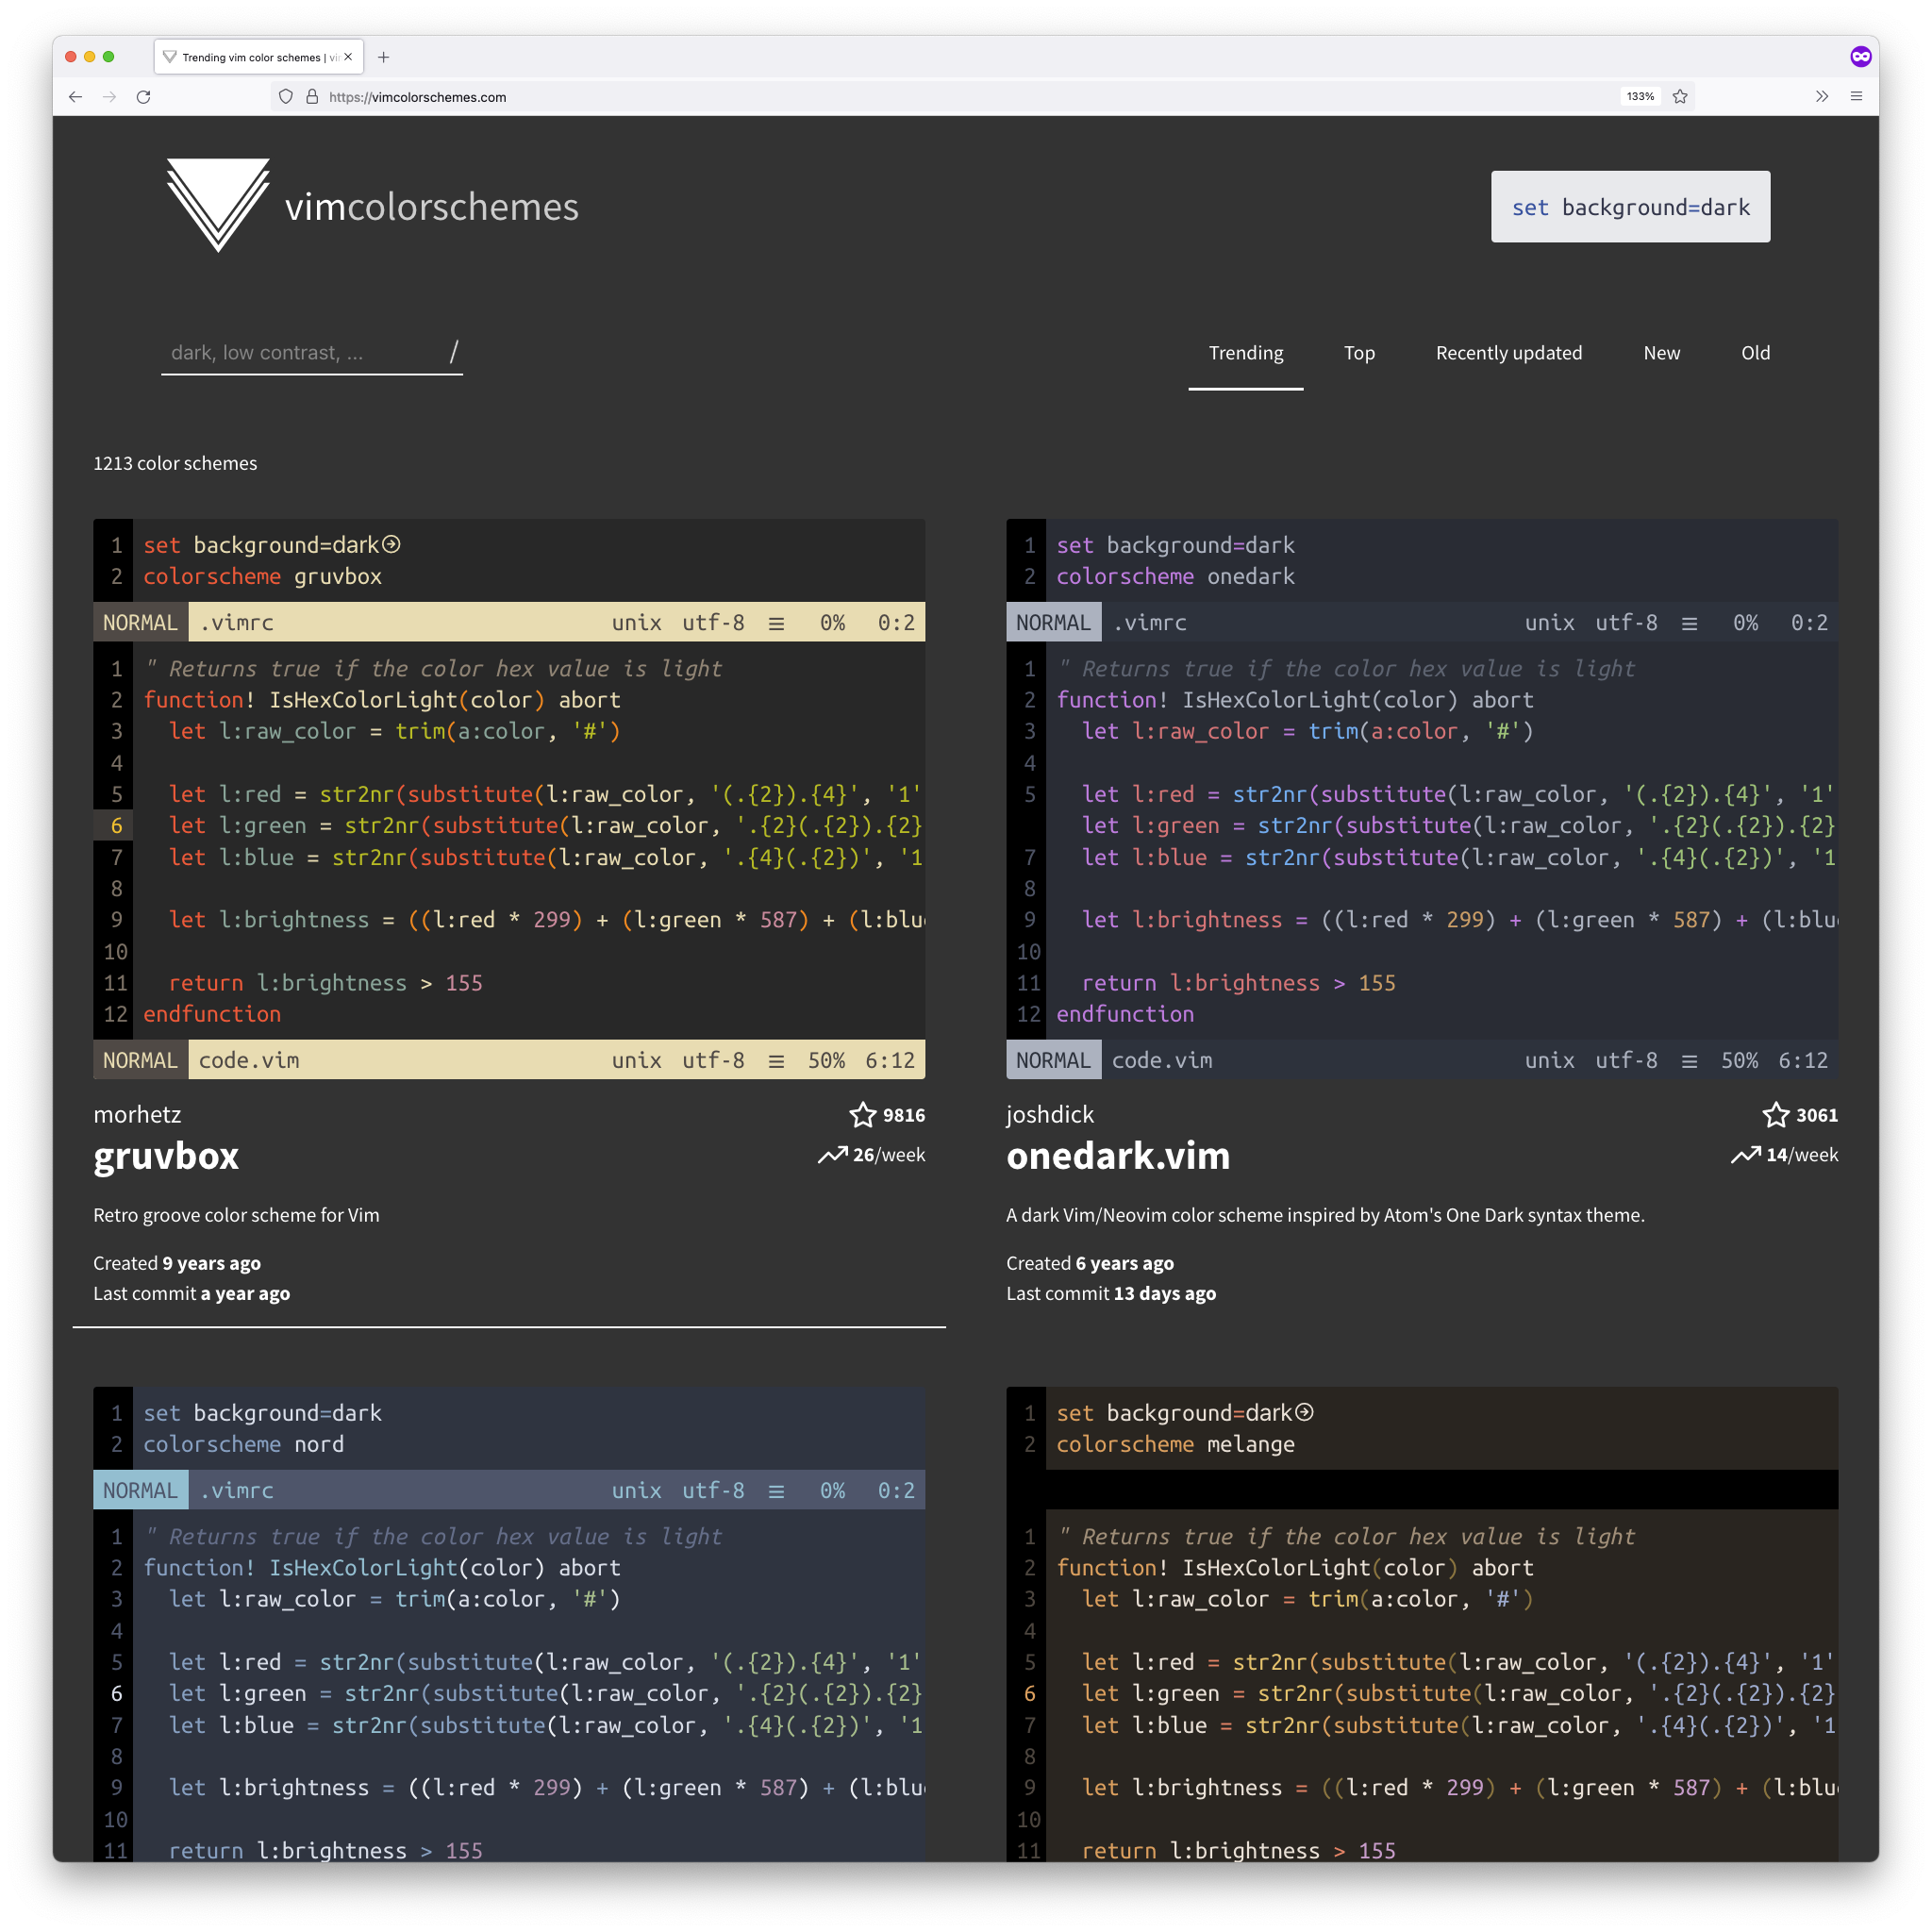 Trending vim color schemes | vi
https://vimcolorschemes.com
133%
vimcolorschemes
set background=dark
dark, low contrast, ...
/
Trending
Top
Recently updated
New
Old
1213 color schemes
1 set background=dark
2 colorscheme gruvbox
NORMAL .vimrc unix utf-8 ≡ 0% 0:2
1 " Returns true if the color hex value is light
2 function! IsHexColorLight(color) abort
3 let l:raw_color = trim(a:color, '#')
4
5 let l:red = str2nr(substitute(l:raw_color, '(.{2}).{4}', '1'
6 let l:green = str2nr(substitute(l:raw_color, '.{2}(.{2}).{2}
7 let l:blue = str2nr(substitute(l:raw_color, '.{4}(.{2})', '1
8
9 let l:brightness = ((l:red * 299) + (l:green * 587) + (l:blu
10
11 return l:brightness > 155
12 endfunction
NORMAL code.vim unix utf-8 ≡ 50% 6:12
morhetz
9816
gruvbox
26/week
Retro groove color scheme for Vim
Created 9 years ago
Last commit a year ago
1 set background=dark
2 colorscheme onedark
NORMAL .vimrc unix utf-8 ≡ 0% 0:2
1 " Returns true if the color hex value is light
2 function! IsHexColorLight(color) abort
3 let l:raw_color = trim(a:color, '#')
4
5 let l:red = str2nr(substitute(l:raw_color, '(.{2}).{4}', '1'
let l:green = str2nr(substitute(l:raw_color, '.{2}(.{2}).{2}
7 let l:blue = str2nr(substitute(l:raw_color, '.{4}(.{2})', '1
8
9 let l:brightness = ((l:red * 299) + (l:green * 587) + (l:blu
10
11 return l:brightness > 155
12 endfunction
NORMAL code.vim unix utf-8 ≡ 50% 6:12
joshdick
3061
onedark.vim
14/week
A dark Vim/Neovim color scheme inspired by Atom's One Dark syntax theme.
Created 6 years ago
Last commit 13 days ago
1 set background=dark
2 colorscheme nord
NORMAL .vimrc unix utf-8 ≡ 0% 0:2
1 " Returns true if the color hex value is light
2 function! IsHexColorLight(color) abort
3 let l:raw_color = trim(a:color, '#')
4
5 let l:red = str2nr(substitute(l:raw_color, '(.{2}).{4}', '1'
6 let l:green = str2nr(substitute(l:raw_color, '.{2}(.{2}).{2}
7 let l:blue = str2nr(substitute(l:raw_color, '.{4}(.{2})', '1
8
9 let l:brightness = ((l:red * 299) + (l:green * 587) + (l:blu
10
11 return l:brightness > 155
1 set background=dark
2 colorscheme melange
1 " Returns true if the color hex value is light
2 function! IsHexColorLight(color) abort
3 let l:raw_color = trim(a:color, '#')
4
5 let l:red = str2nr(substitute(l:raw_color, '(.{2}).{4}', '1'
6 let l:green = str2nr(substitute(l:raw_color, '.{2}(.{2}).{2}
7 let l:blue = str2nr(substitute(l:raw_color, '.{4}(.{2})', '1
8
9 let l:brightness = ((l:red * 299) + (l:green * 587) + (l:blu
10
11 return l:brightness > 155